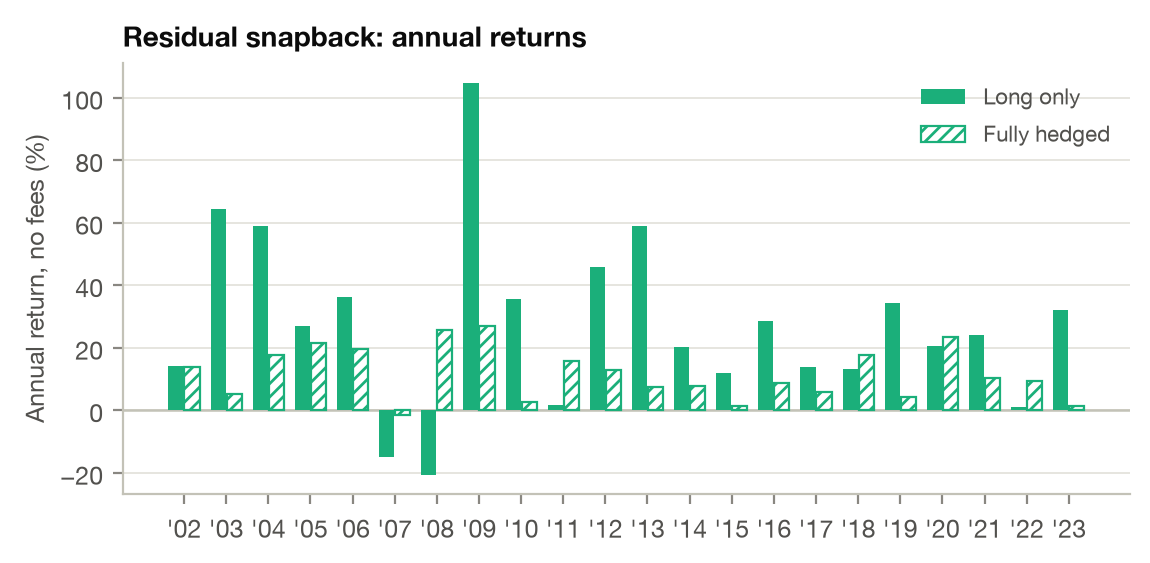 Residual snapback: annual returns
Annual return, no fees (%)
100
80
60
40
20
0
−20
Long only
Fully hedged
'02 '03 '04 '05 '06 '07 '08 '09 '10 '11 '12 '13 '14 '15 '16 '17 '18 '19 '20 '21 '22 '23